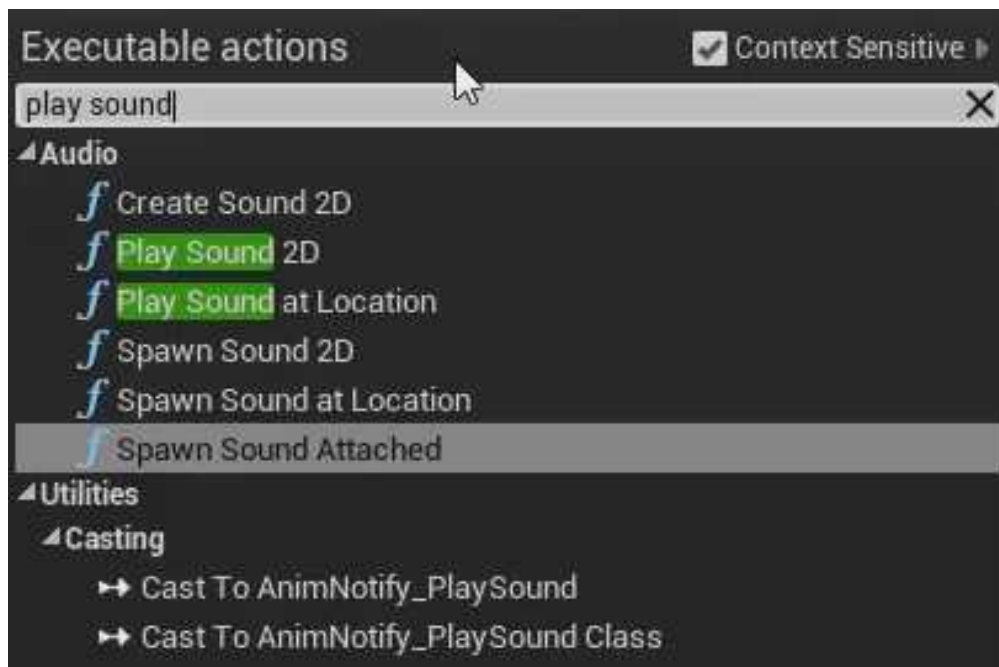 Executable actions
Context Sensitive
play sound
Audio
Create Sound 2D
Play Sound 2D
Play Sound at Location
Spawn Sound 2D
Spawn Sound at Location
Spawn Sound Attached
Utilities
Casting
Cast To AnimNotify_PlaySound
Cast To AnimNotify_PlaySound Class